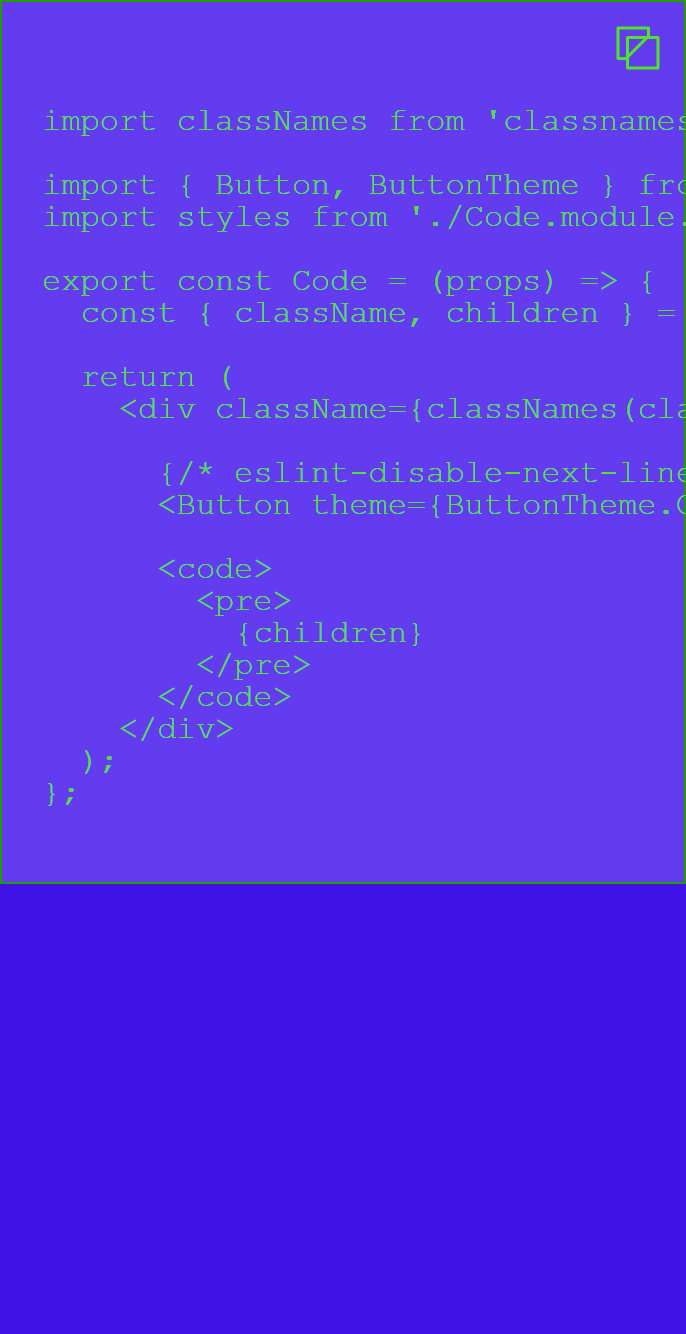 import classNames from 'classnames
import { Button, ButtonTheme } fro
import styles from './Code.module.
export const Code = (props) => {
const { className, children } =
return (
<div className={classNames(cla
{/* eslint-disable-next-line
<Button theme={ButtonTheme.C
<code>
<pre>
{children}
</pre>
</code>
</div>
);
};